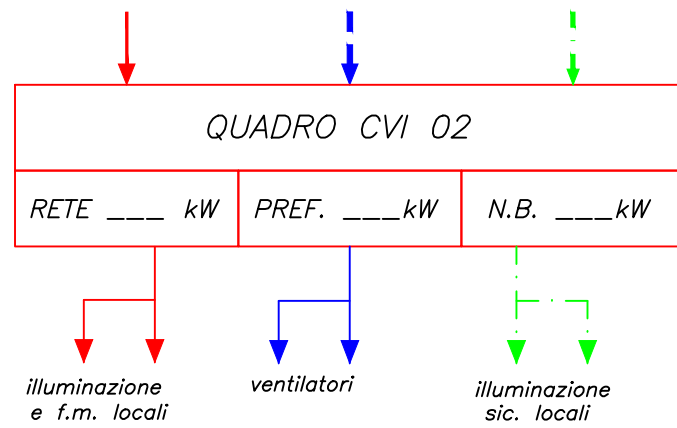 QUADRO CVI 02
RETE ___ kW
PREF. ___kW
N.B. ___kW
illuminazione
e f.m. locali
ventilatori
illuminazione
sic. locali